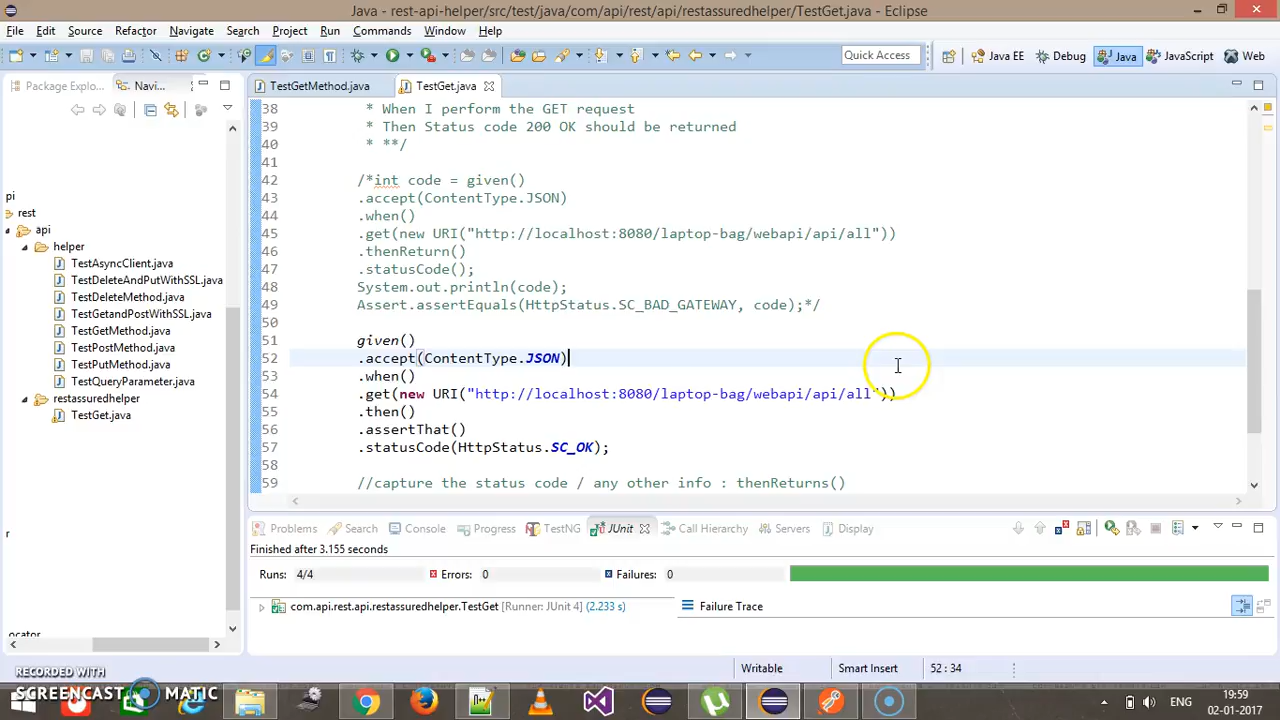 Java - rest-api-helper/src/test/java/com/api/rest/api/restassuredhelper/TestGet.java - Eclipse
File Edit Source Refactor Navigate Search Project Run Commands Window Help
Quick Access Java EE Debug Java JavaScript Web
Package Explo... Navi... TestGetMethod.java TestGet.java
38 * When I perform the GET request
39 * Then Status code 200 OK should be returned
40 * **/
41
42 /*int code = given()
43 .accept(ContentType.JSON)
44 .when()
45 .get(new URI("http://localhost:8080/laptop-bag/webapi/api/all"))
46 .thenReturn()
47 .statusCode();
48 System.out.println(code);
49 Assert.assertEquals(HttpStatus.SC_BAD_GATEWAY, code);*/
50
51 given()
52 .accept(ContentType.JSON)
53 .when()
54 .get(new URI("http://localhost:8080/laptop-bag/webapi/api/all"))
55 .then()
56 .assertThat()
57 .statusCode(HttpStatus.SC_OK);
58
59 //capture the status code / any other info : thenReturns()
pi
rest
api
helper
TestAsyncClient.java
TestDeleteAndPutWithSSL.java
TestDeleteMethod.java
TestGetandPostWithSSL.java
TestGetMethod.java
TestPostMethod.java
TestPutMethod.java
TestQueryParameter.java
restassuredhelper
TestGet.java
r
ocator
Problems Search Console Progress TestNG JUnit Call Hierarchy Servers Display
Finished after 3.155 seconds
Runs: 4/4 Errors: 0 Failures: 0
com.api.rest.api.restassuredhelper.TestGet [Runner: JUnit 4] (2.233 s)
Failure Trace
Writable Smart Insert 52 : 34
RECORDED WITH
SCREENCAST MATIC
ENG
19:59
02-01-2017